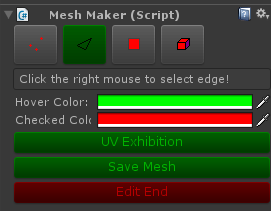 Mesh Maker (Script)
Click the right mouse to select edge!
Hover Color:
Checked Colo
UV Exhibition
Save Mesh
Edit End.